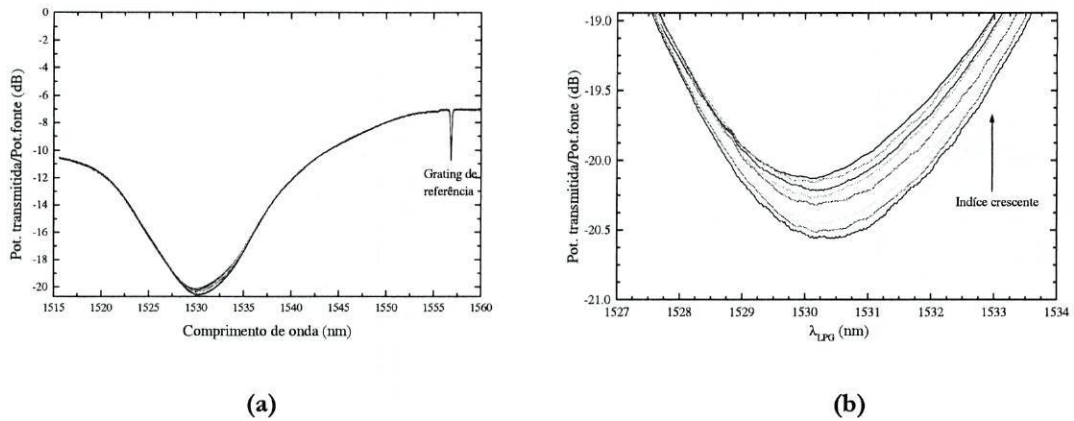 0
-2
-4
-6
-8
-10
-12
-14
-16
-18
-20
Pot. transmitida/Pot.fonte (dB)
Grating de
referência
1515 1520 1525 1530 1535 1540 1545 1550 1555 1560
Comprimento de onda (nm)
(a)
-19.0
-19.5
-20.0
-20.5
-21.0
Pot. transmitida/Pot.fonte (dB)
Indíce crescente
1527 1528 1529 1530 1531 1532 1533 1534
λLPG (nm)
(b)